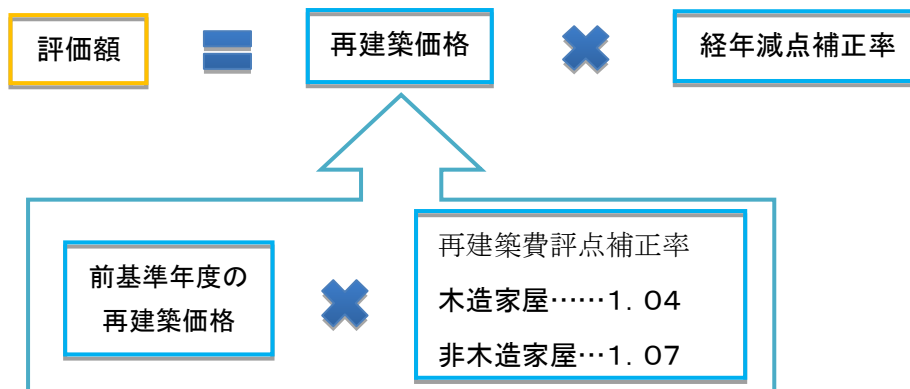 評価額
再建築価格
経年減点補正率
前基準年度の
再建築価格
再建築費評点補正率
木造家屋……1.04
非木造家屋…1.07